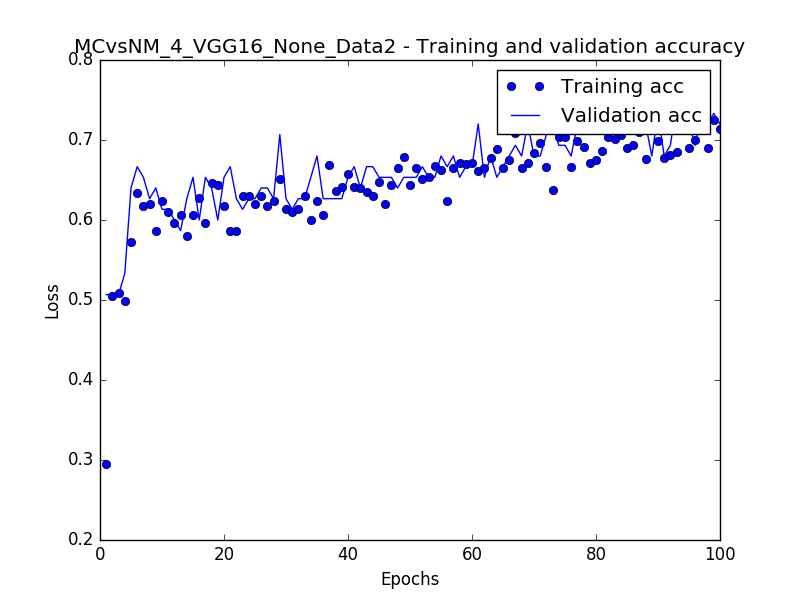 MCvsNM_4_VGG16_None_Data2 - Training and validation accuracy
Training acc
Validation acc
0.8
0.7
0.6
0.5
0.4
0.3
0.2
Loss
0 20 40 60 80 100
Epochs